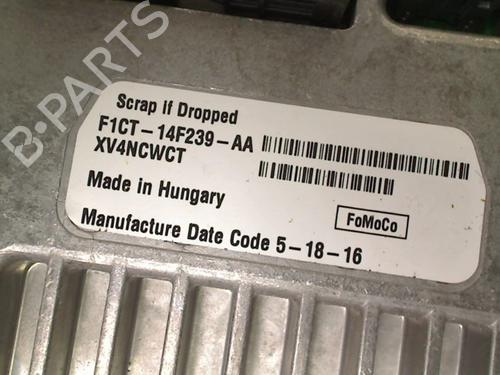 Scrap if Dropped
F1CT-14F239-AA
XV4NCWCT
Made in Hungary
FoMoCo
Manufacture Date Code 5-18-16
B-PARTS